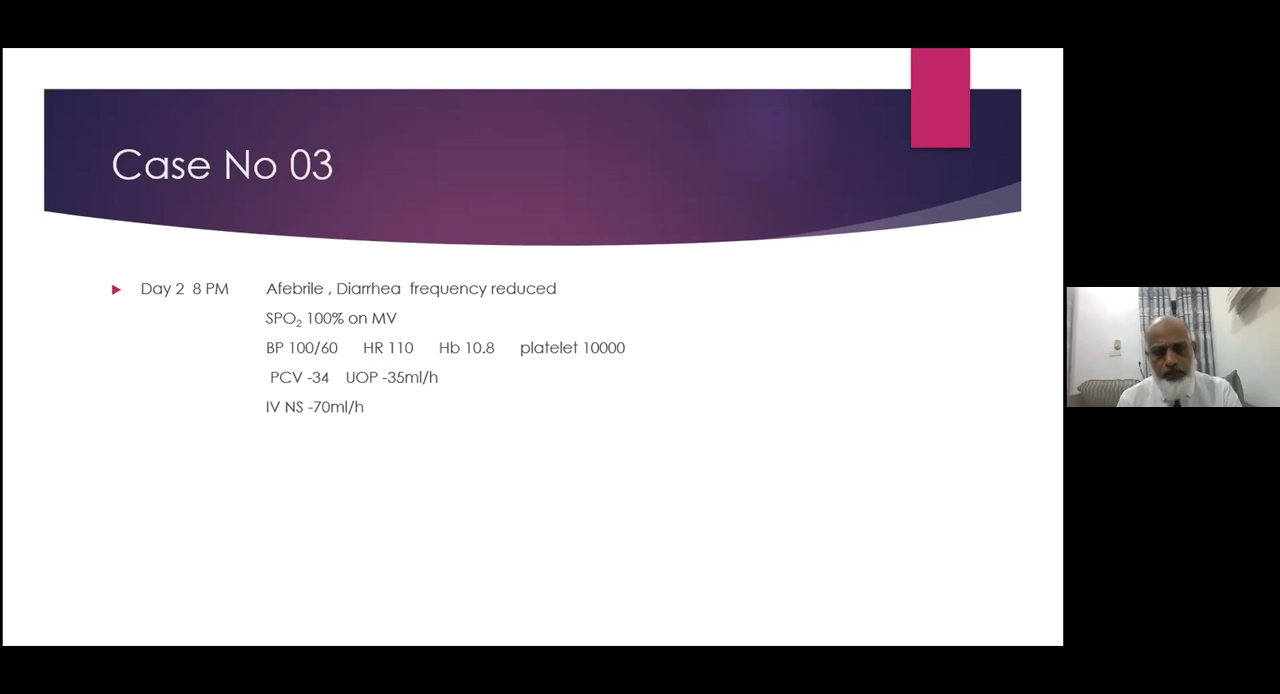 Case No 03
Day 2 8 PM Afebrile , Diarrhea frequency reduced
SPO₂ 100% on MV
BP 100/60 HR 110 Hb 10.8 platelet 10000
PCV -34 UOP -35ml/h
IV NS -70ml/h